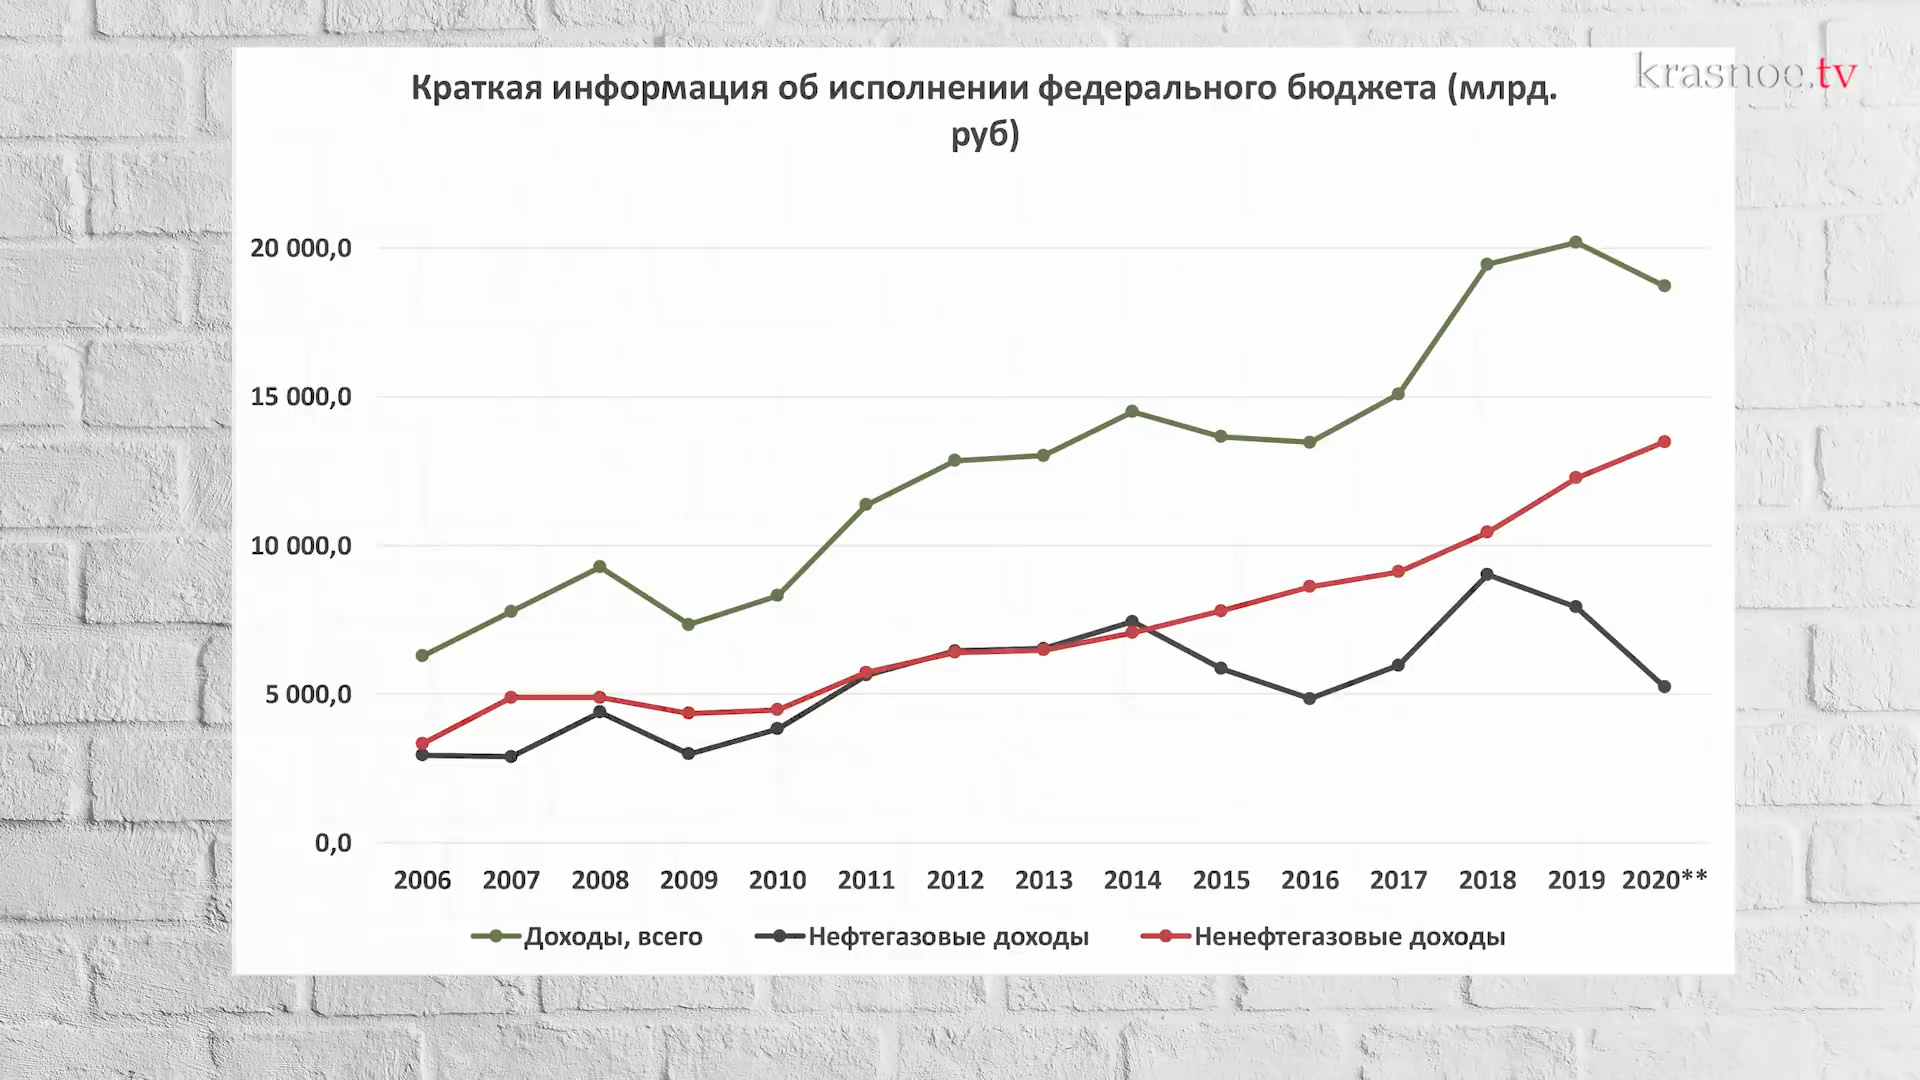 krasnoe.tv
Краткая информация об исполнении федерального бюджета (млрд.
руб)
20 000,0
15 000,0
10 000,0
5 000,0
0,0
2006 2007 2008 2009 2010 2011 2012 2013 2014 2015 2016 2017 2018 2019 2020**
Доходы, всего Нефтегазовые доходы Ненефтегазовые доходы